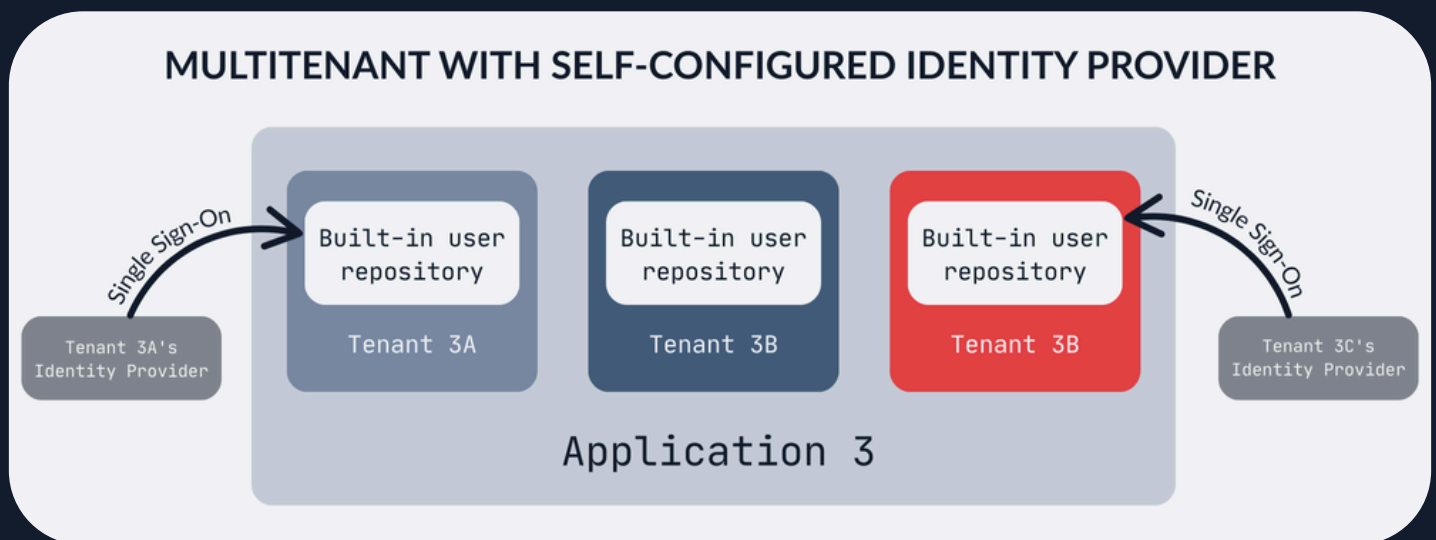 MULTITENANT WITH SELF-CONFIGURED IDENTITY PROVIDER
Single Sign-On
Built-in user
repository
Tenant 3A
Built-in user
repository
Tenant 3B
Built-in user
repository
Tenant 3B
Single Sign-On
Tenant 3A's
Identity Provider
Tenant 3C's
Identity Provider
Application 3